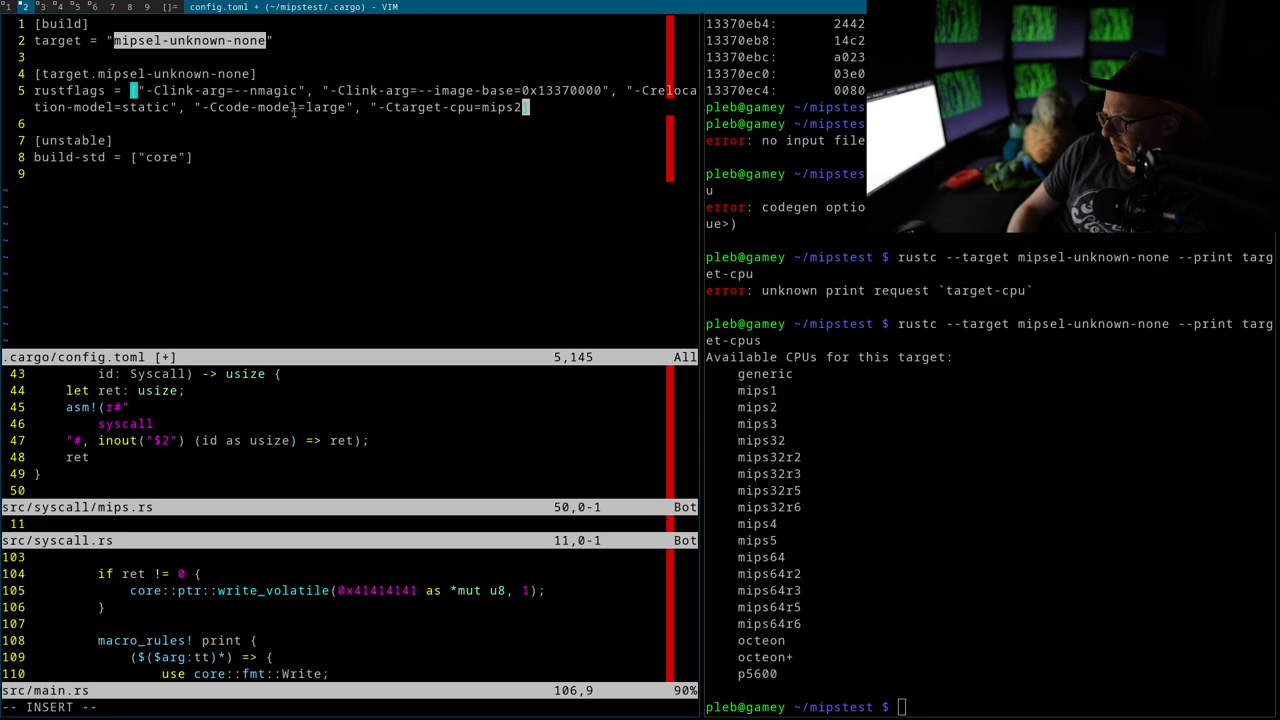 1 2 3 4 5 6 7 8 9 []= config.toml + (~/mipstest/.cargo) - VIM
1 [build]
2 target = "mipsel-unknown-none"
3
4 [target.mipsel-unknown-none]
5 rustflags = ["-Clink-arg=--nmagic", "-Clink-arg=--image-base=0x13370000", "-Creloca
tion-model=static", "-Ccode-model=large", "-Ctarget-cpu=mips2]
6
7 [unstable]
8 build-std = ["core"]
9
~
~
~
~
~
~
~
~
~
~
.cargo/config.toml [+] 5,145 All
43 id: Syscall) -> usize {
44 let ret: usize;
45 asm!(r#"
46 syscall
47 "#, inout("$2") (id as usize) => ret);
48 ret
49 }
50
src/syscall/mips.rs 50,0-1 Bot
11
src/syscall.rs 11,0-1 Bot
103
104 if ret != 0 {
105 core::ptr::write_volatile(0x41414141 as *mut u8, 1);
106 }
107
108 macro_rules! print {
109 ($($arg:tt)*) => {
110 use core::fmt::Write;
src/main.rs 106,9 90%
-- INSERT --
13370eb4: 2442
13370eb8: 14c2
13370ebc: a023
13370ec0: 03e0
13370ec4: 0080
pleb@gamey ~/mipstest
pleb@gamey ~/mipstest
error: no input file
pleb@gamey ~/mipstest
u
error: codegen optio
ue>)
pleb@gamey ~/mipstest $ rustc --target mipsel-unknown-none --print targ
et-cpu
error: unknown print request `target-cpu`
pleb@gamey ~/mipstest $ rustc --target mipsel-unknown-none --print targ
et-cpus
Available CPUs for this target:
generic
mips1
mips2
mips3
mips32
mips32r2
mips32r3
mips32r5
mips32r6
mips4
mips5
mips64
mips64r2
mips64r3
mips64r5
mips64r6
octeon
octeon+
p5600
pleb@gamey ~/mipstest $